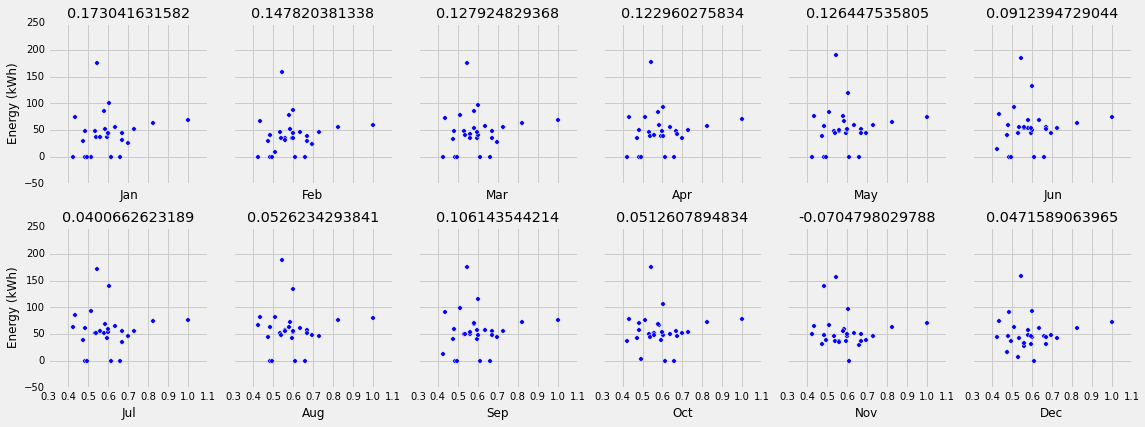 0.173041631582 0.147820381338 0.127924829368 0.122960275834 0.126447535805 0.0912394729044
250
200
150
100
50
0
−50
Energy (kWh)
Jan Feb Mar Apr May Jun
0.0400662623189 0.0526234293841 0.106143544214 0.0512607894834 -0.0704798029788 0.0471589063965
250
200
150
100
50
0
−50
Energy (kWh)
0.3 0.4 0.5 0.6 0.7 0.8 0.9 1.0 1.1 0.3 0.4 0.5 0.6 0.7 0.8 0.9 1.0 1.1 0.3 0.4 0.5 0.6 0.7 0.8 0.9 1.0 1.1 0.3 0.4 0.5 0.6 0.7 0.8 0.9 1.0 1.1 0.3 0.4 0.5 0.6 0.7 0.8 0.9 1.0 1.1 0.3 0.4 0.5 0.6 0.7 0.8 0.9 1.0 1.1
Jul Aug Sep Oct Nov Dec